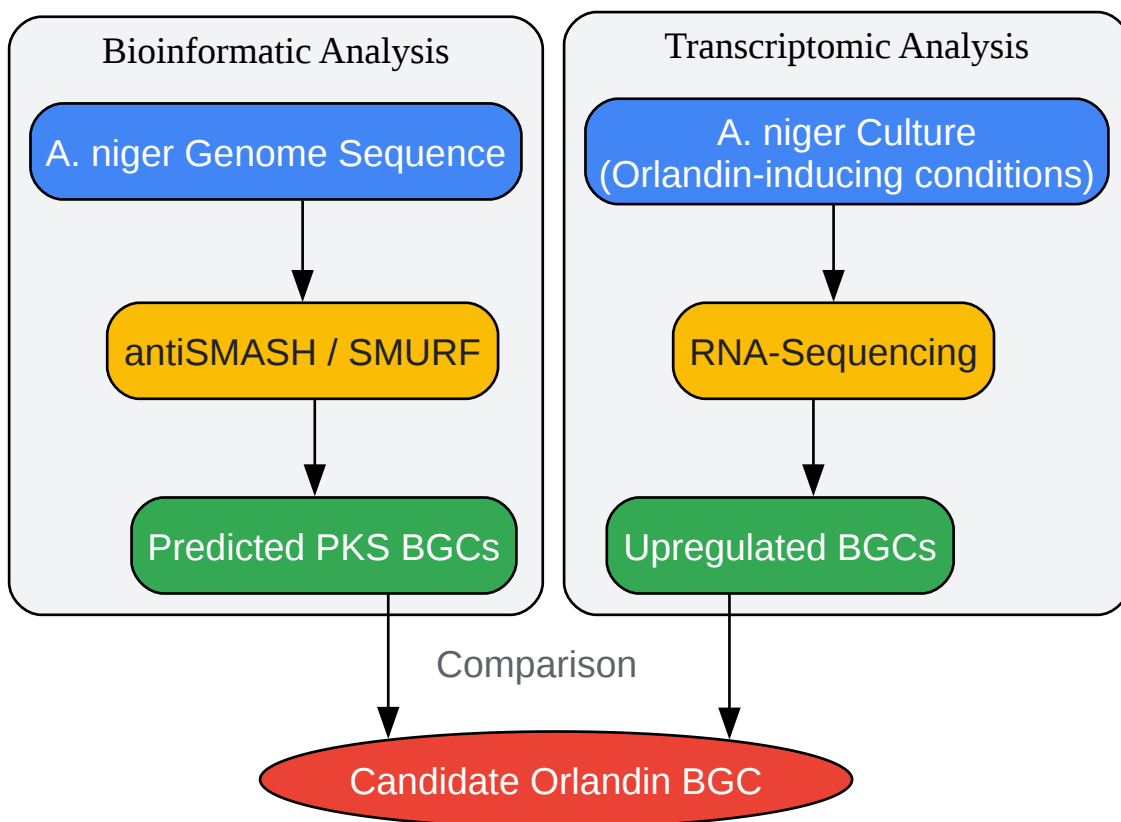 Bioinformatic Analysis
A. niger Genome Sequence
antiSMASH / SMURF
Predicted PKS BGCs
Transcriptomic Analysis
A. niger Culture
(Orlandin-inducing conditions)
RNA-Sequencing
Upregulated BGCs
Comparison
Candidate Orlandin BGC